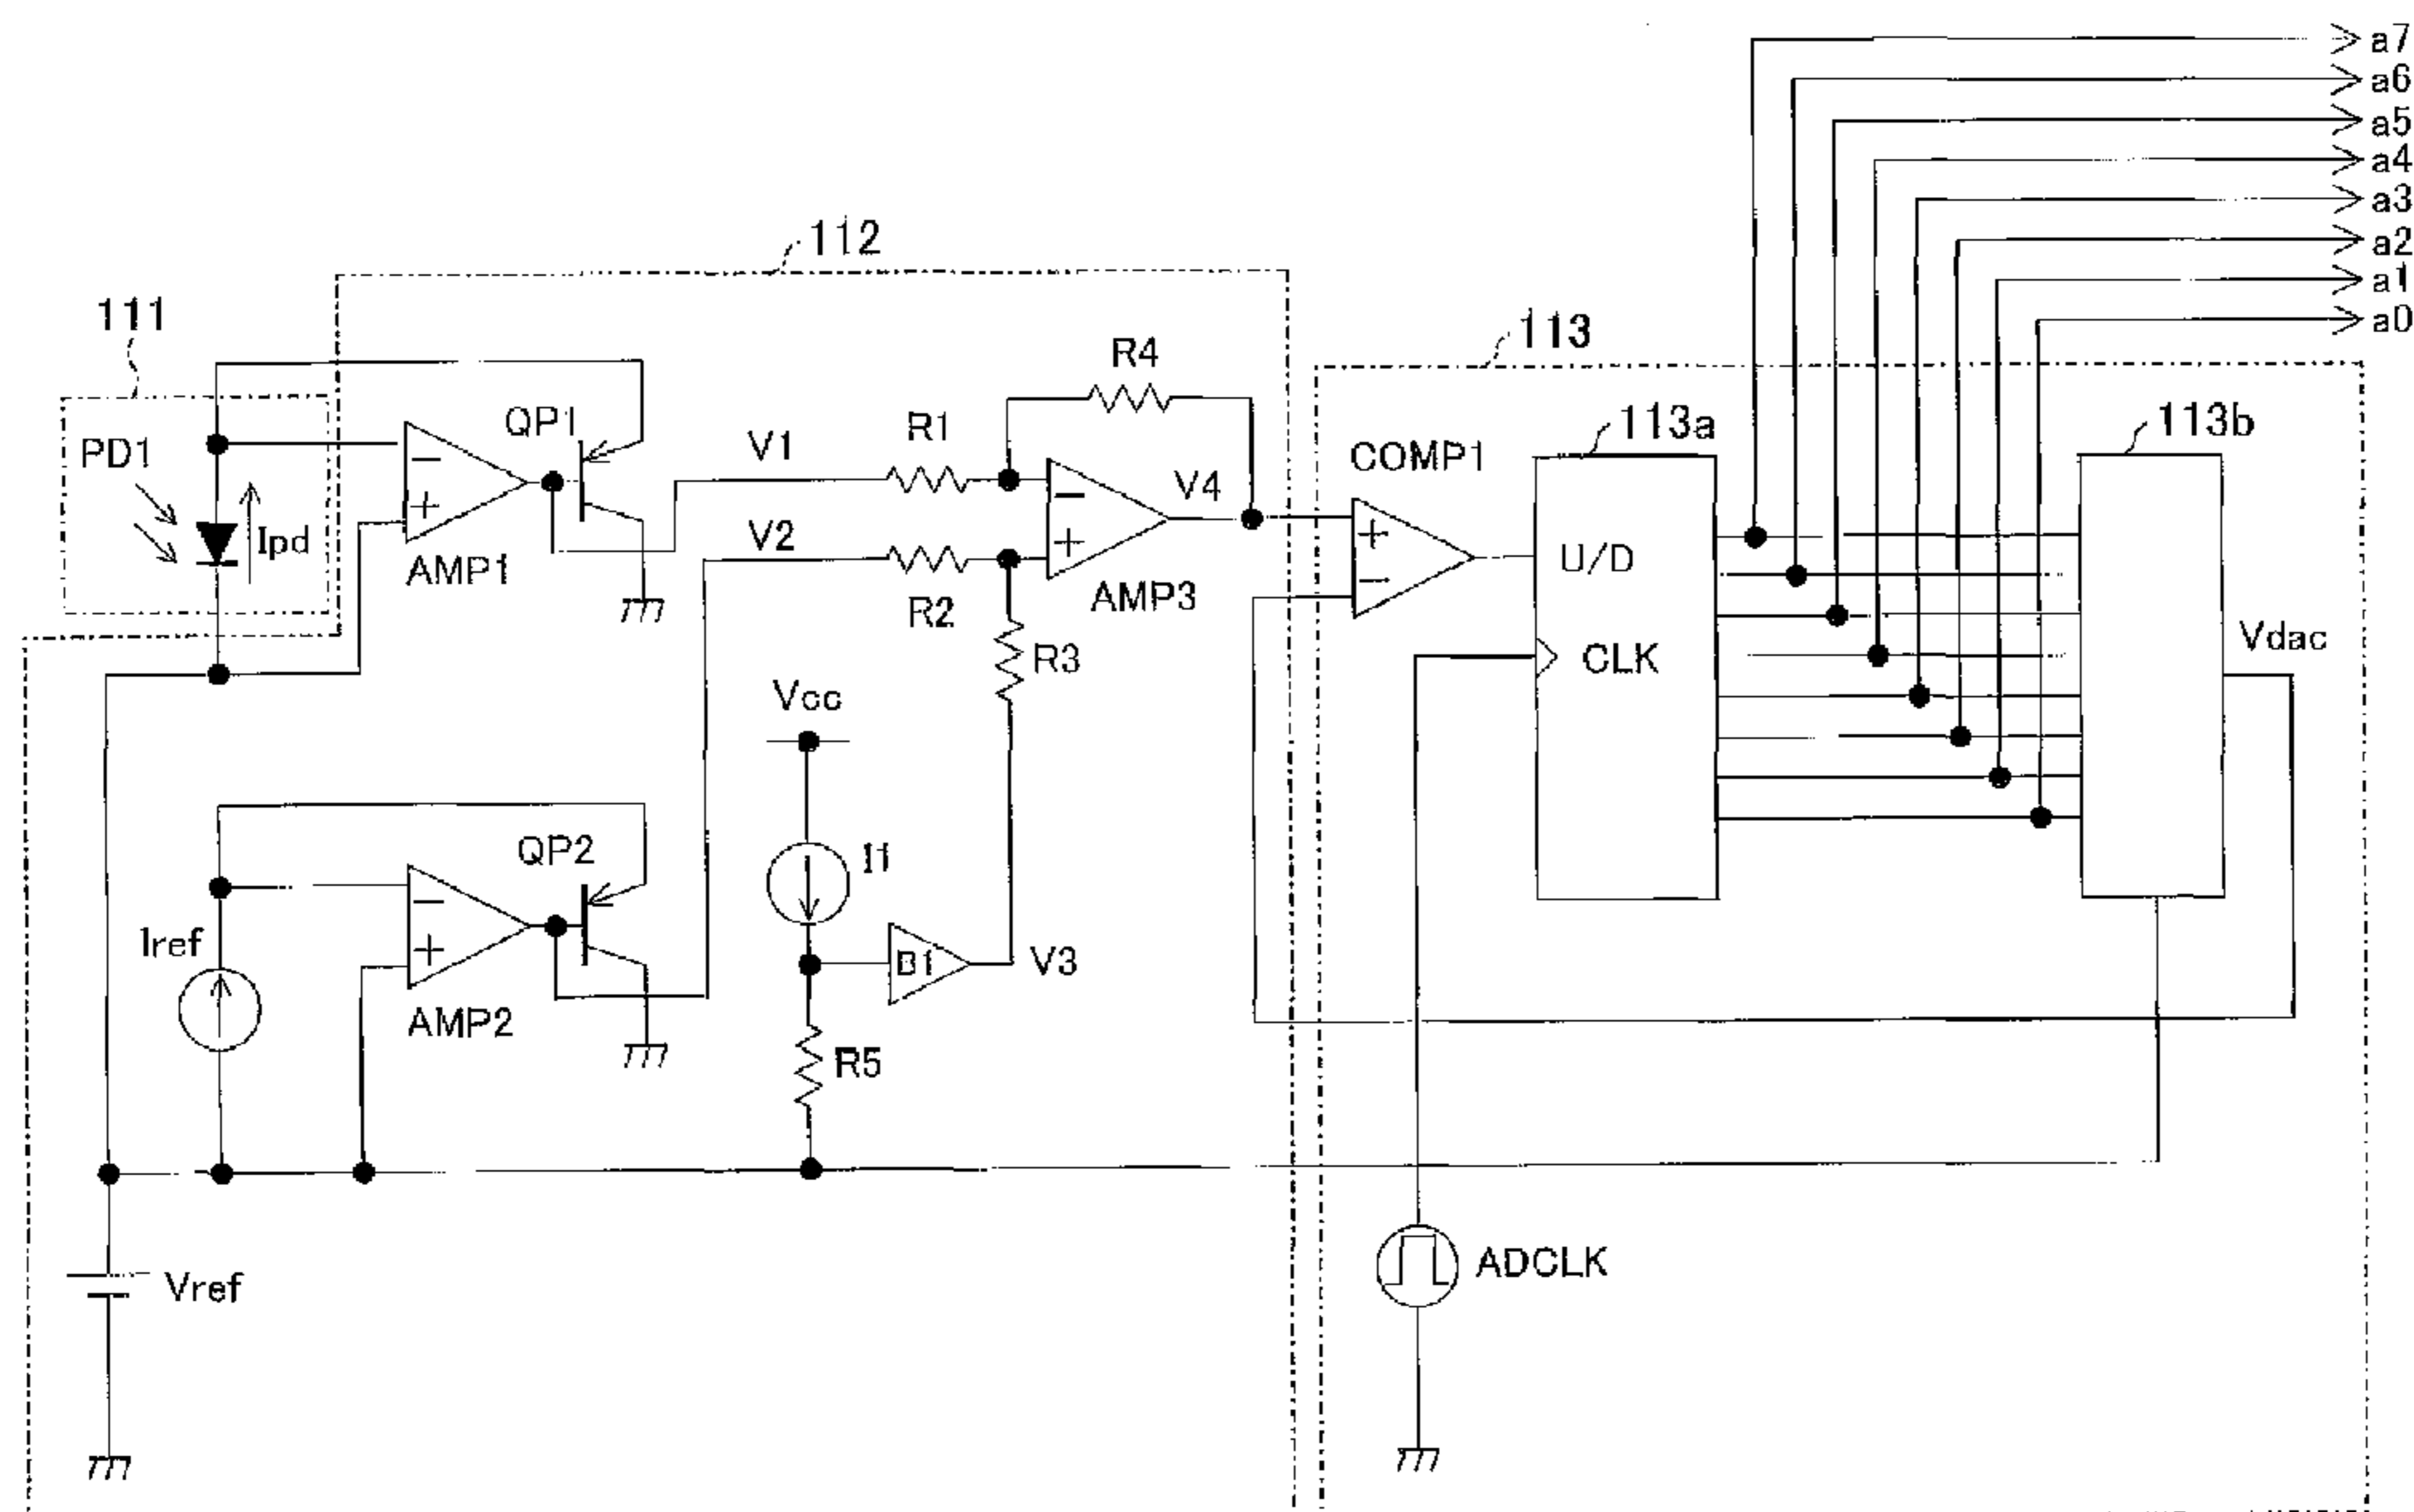 a7
a6
a5
a4
a3
a2
a1
a0
112
111
113
R4
113a
113b
PD1
QP1
V1
R1
COMP1
Ipd
AMP1
V2
V4
U/D
R2
AMP3
R3
CLK
Vdac
Vcc
QP2
I1
Iref
B1
V3
AMP2
R5
Vref
ADCLK